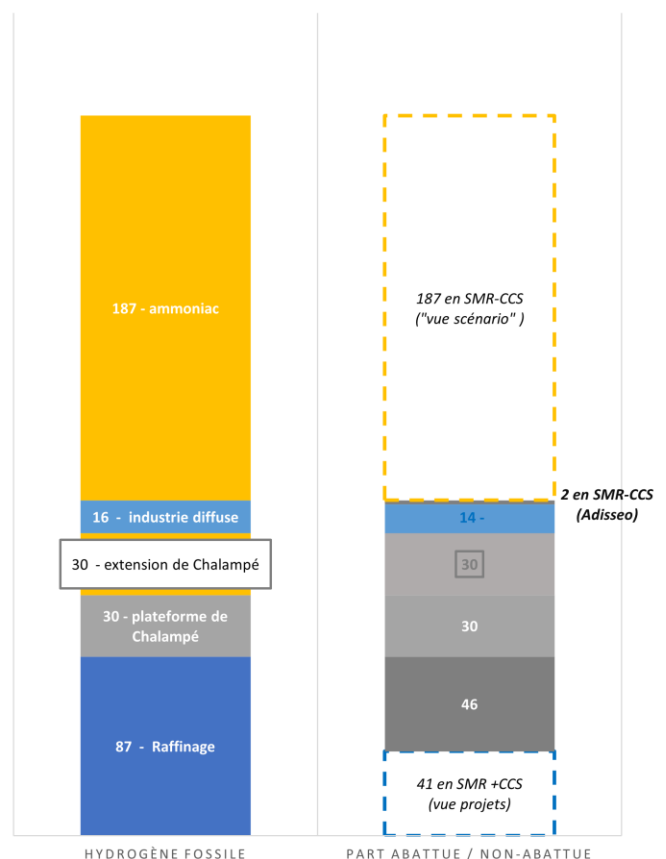 187 - ammoniac
16 - industrie diffuse
30 - extension de Chalampé
30 - plateforme de
Chalampé
87 - Raffinage
HYDROGÈNE FOSSILE
187 en SMR-CCS
("vue scénario" )
2 en SMR-CCS
(Adisseo)
14 -
30
30
46
41 en SMR +CCS
(vue projets)
PART ABATTUE / NON-ABATTUE